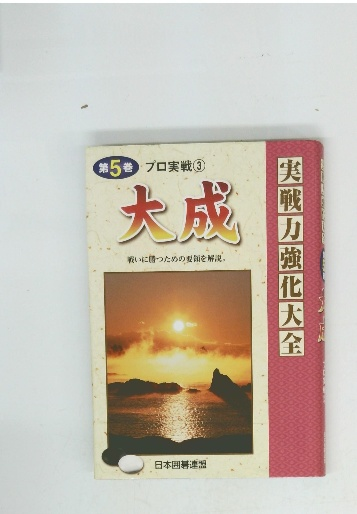 第5巻 プロ実戦③
大成
戦いに勝つための要領を解説。
実戦力強化大全
日本囲碁連盟